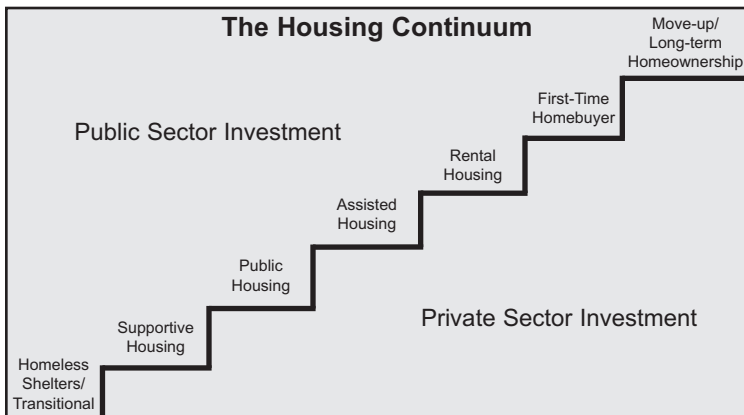 The Housing Continuum
Move-up/
Long-term
Homeownership
First-Time
Homebuyer
Public Sector Investment
Rental
Housing
Assisted
Housing
Public
Housing
Private Sector Investment
Supportive
Housing
Homeless
Shelters/
Transitional